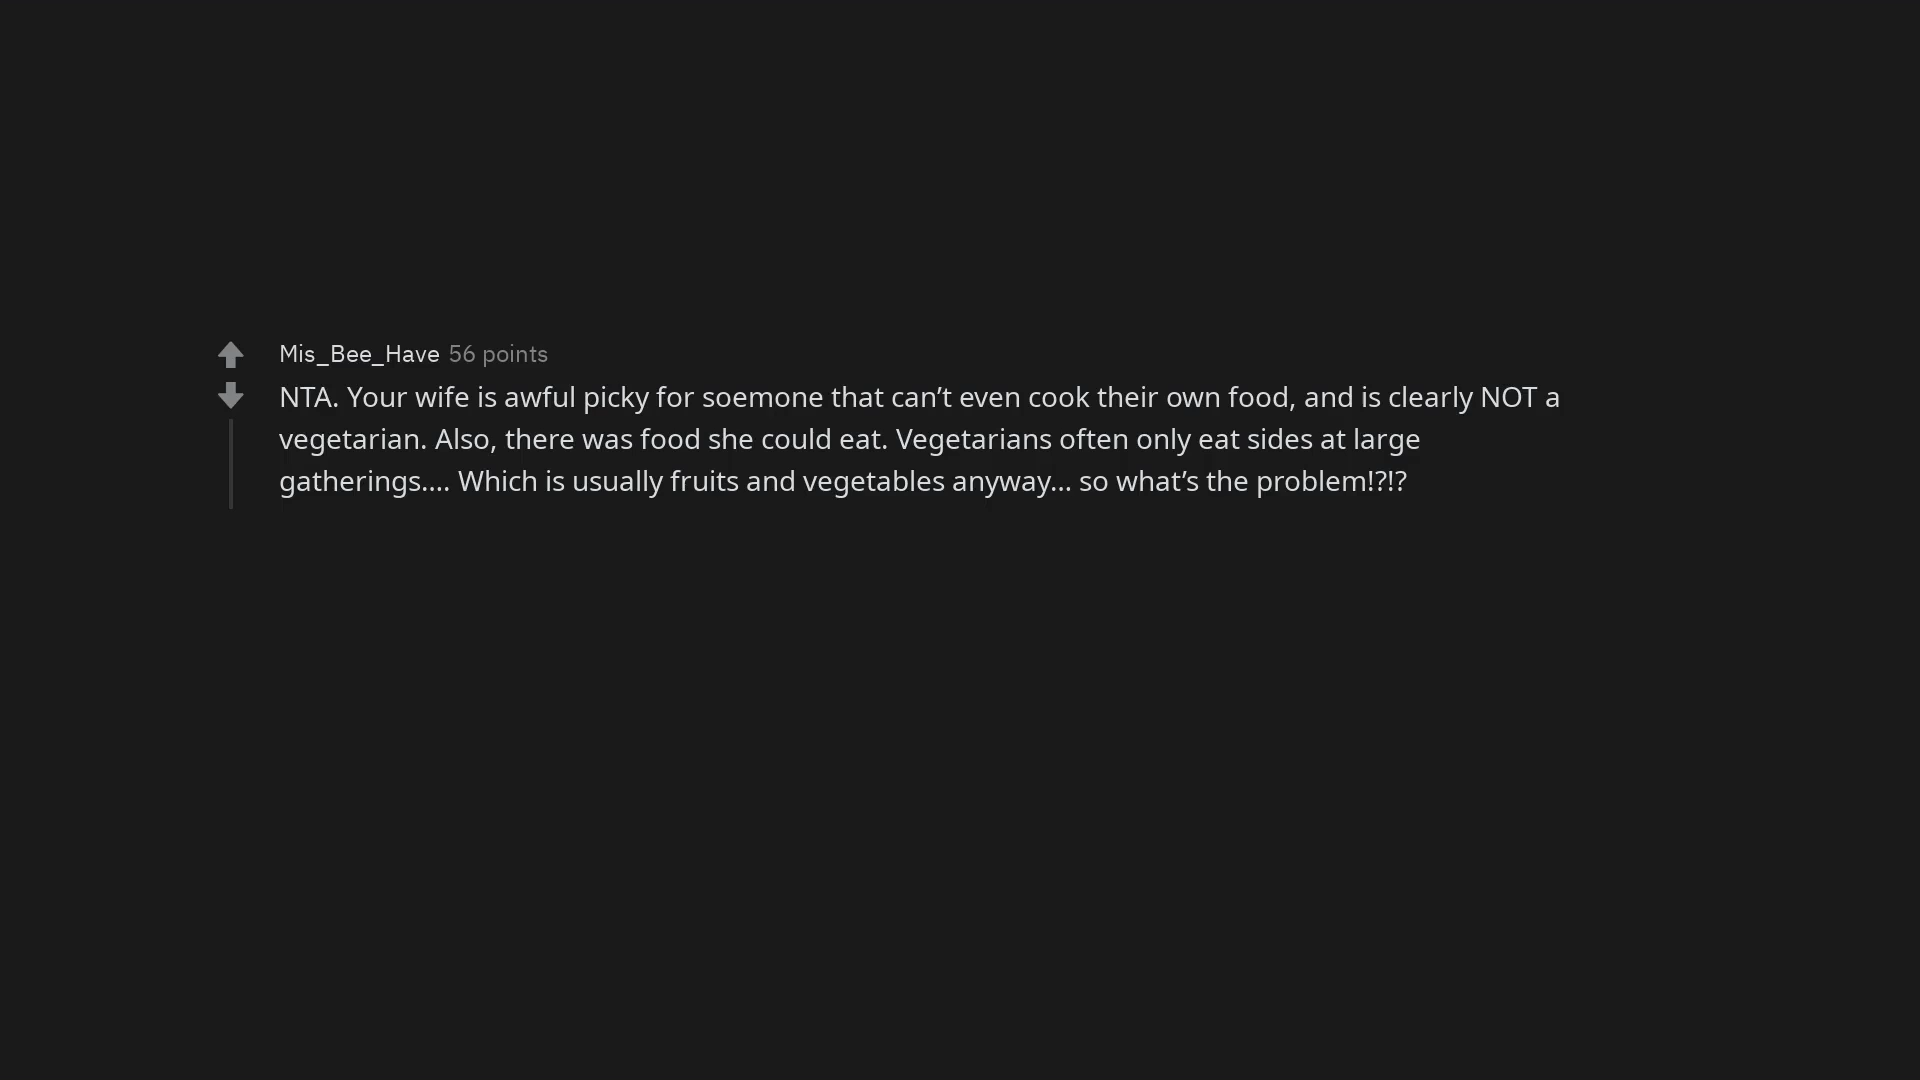 Mis_Bee_Have 56 points
NTA. Your wife is awful picky for soemone that can’t even cook their own food, and is clearly NOT a
vegetarian. Also, there was food she could eat. Vegetarians often only eat sides at large
gatherings.... Which is usually fruits and vegetables anyway... so what’s the problem!?!?